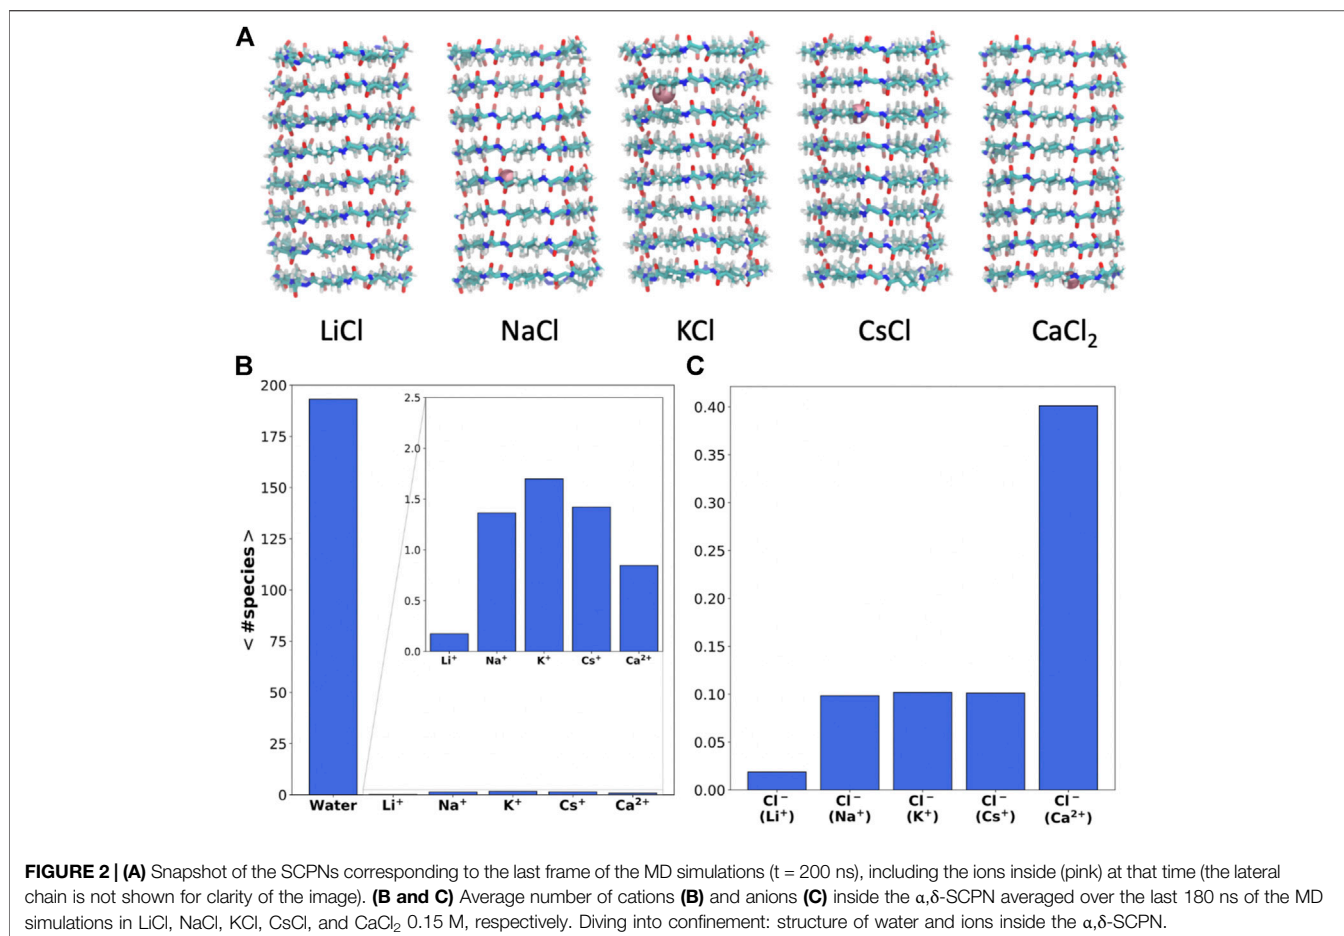 A
LiCl NaCl KCl CsCl CaCl₂
B
C
200
175
150
125
100
75
50
25
0
< #species >
2.5
2.0
1.5
1.0
0.5
0.0
Li⁺ Na⁺ K⁺ Cs⁺ Ca²⁺
Water Li⁺ Na⁺ K⁺ Cs⁺ Ca²⁺
0.40
0.35
0.30
0.25
0.20
0.15
0.10
0.05
0.00
Cl⁻ Cl⁻ Cl⁻ Cl⁻ Cl⁻
(Li⁺) (Na⁺) (K⁺) (Cs⁺) (Ca²⁺)
FIGURE 2 | (A) Snapshot of the SCPNs corresponding to the last frame of the MD simulations (t = 200 ns), including the ions inside (pink) at that time (the lateral
chain is not shown for clarity of the image). (B and C) Average number of cations (B) and anions (C) inside the α,δ-SCPN averaged over the last 180 ns of the MD
simulations in LiCl, NaCl, KCl, CsCl, and CaCl₂ 0.15 M, respectively. Diving into confinement: structure of water and ions inside the α,δ-SCPN.